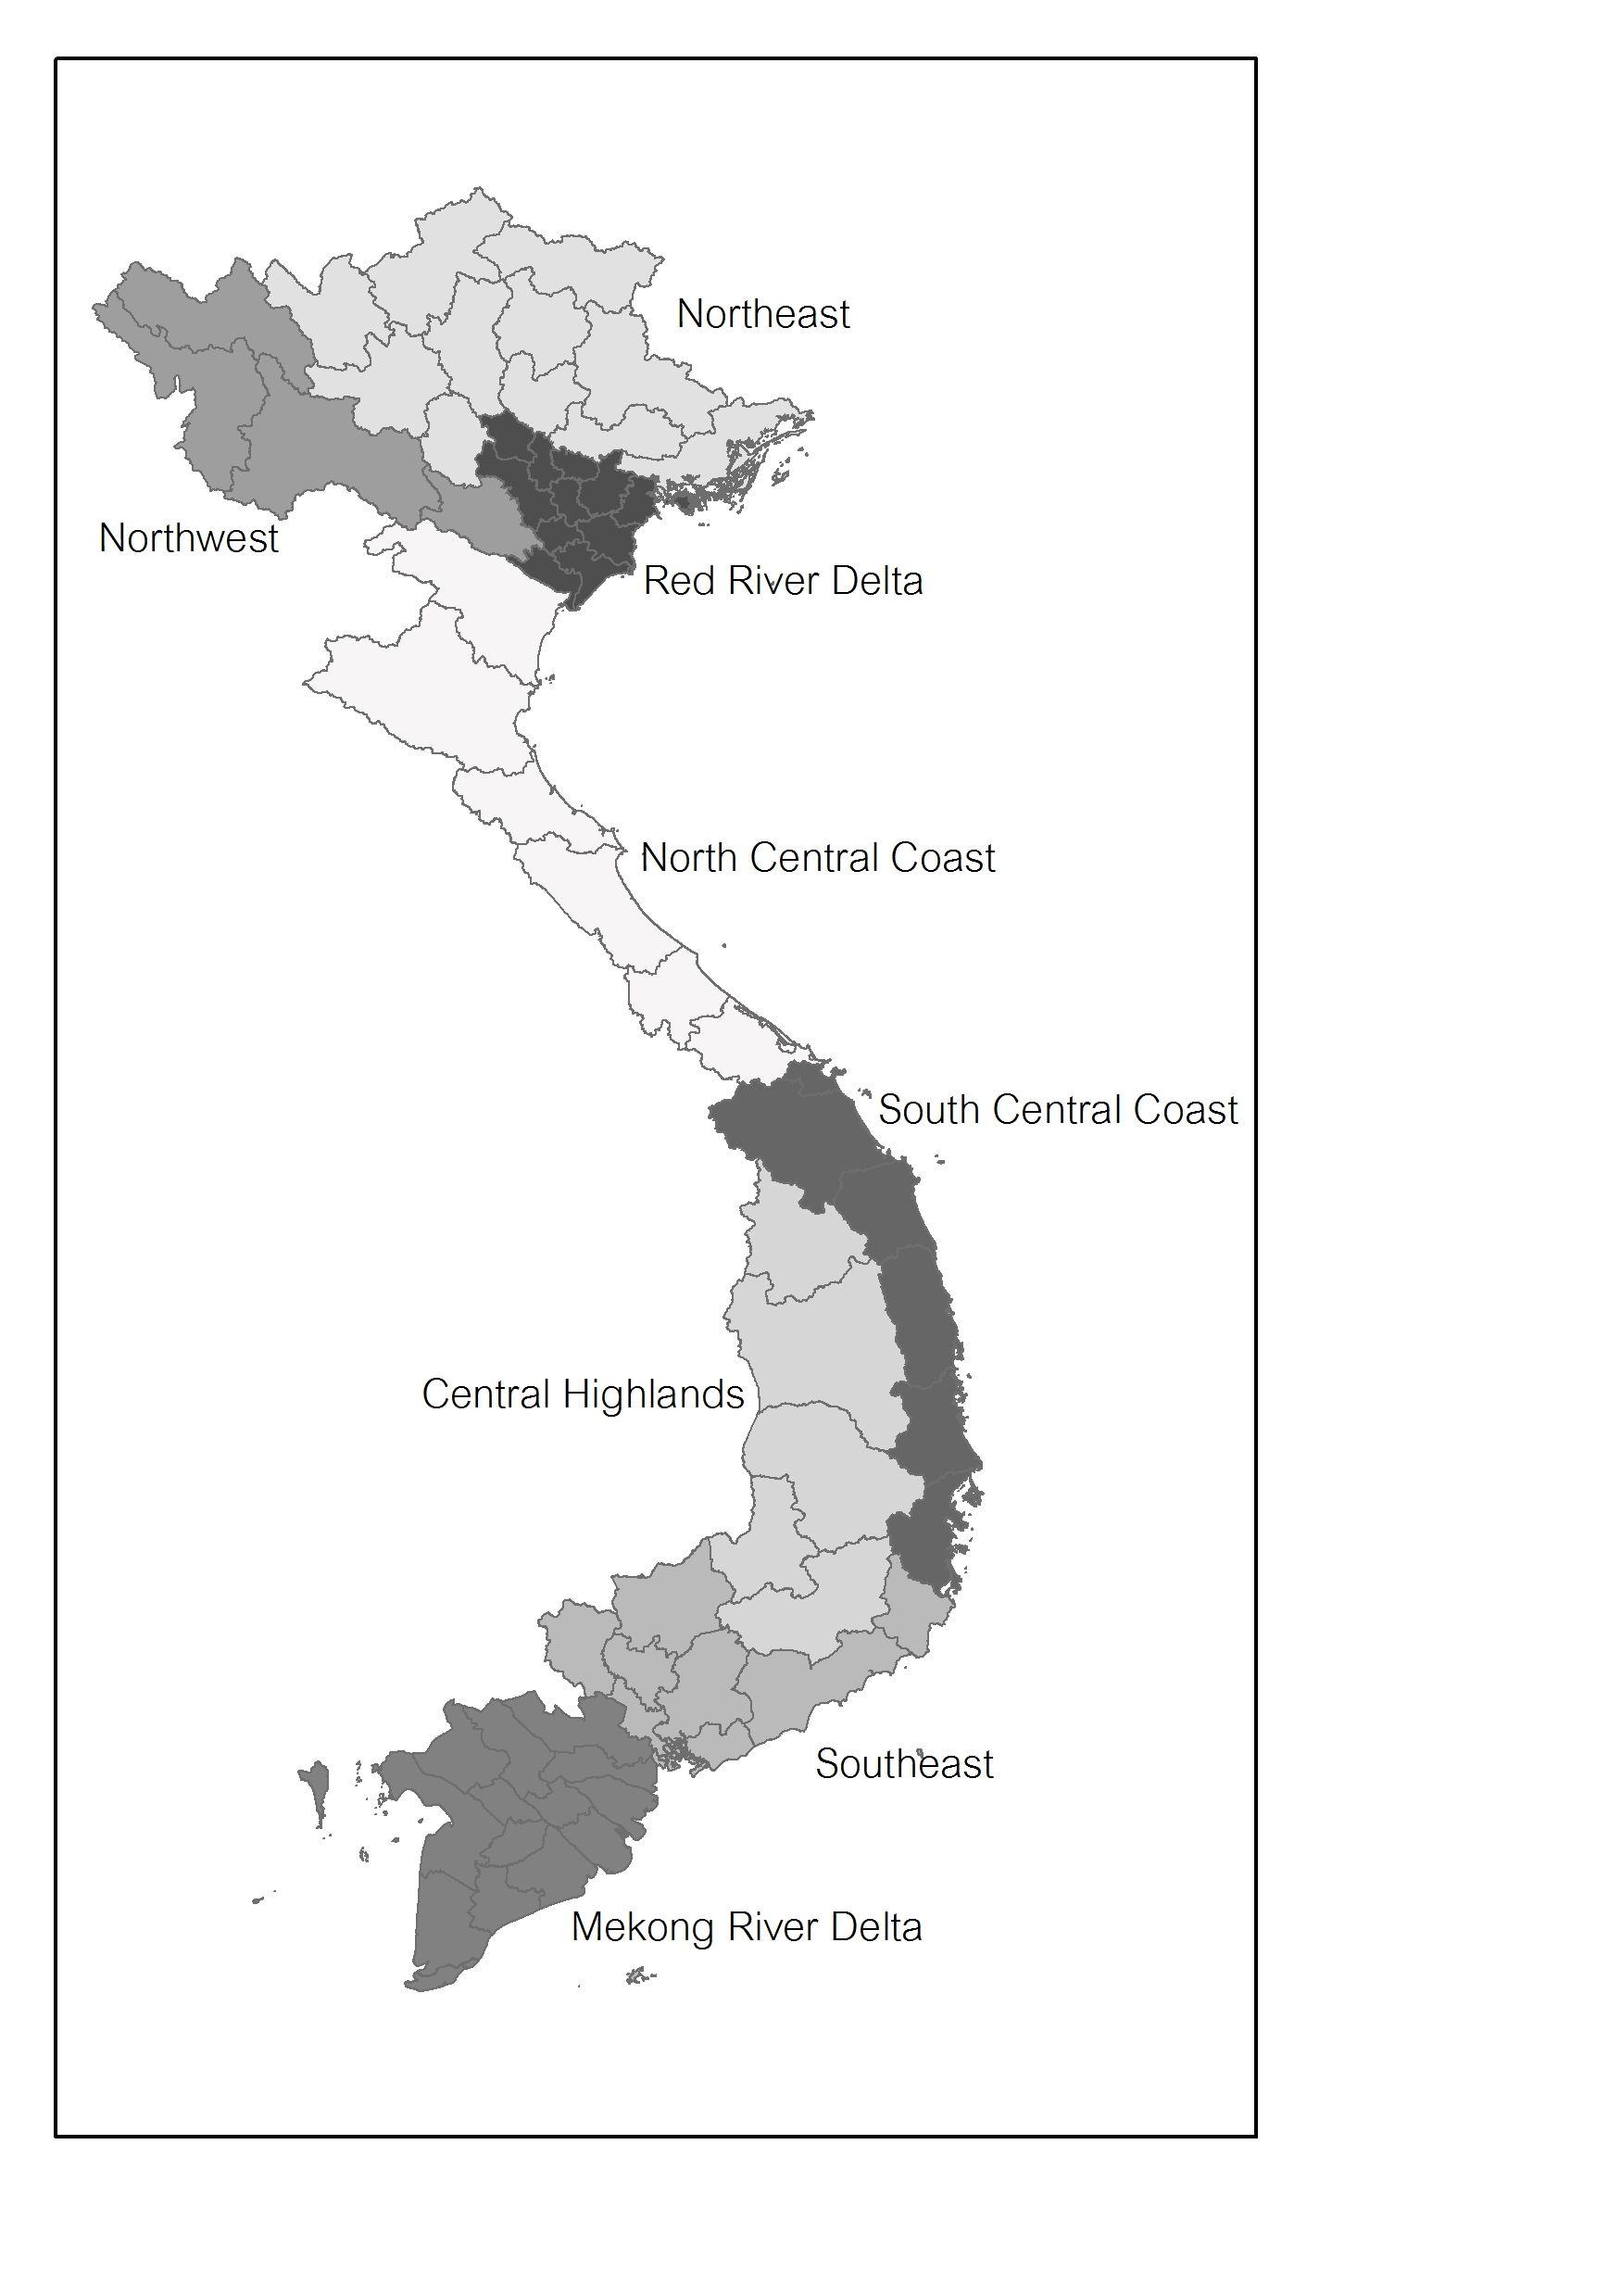 Northeast
Northwest
Red River Delta
North Central Coast
South Central Coast
Central Highlands
Southeast
Mekong River Delta